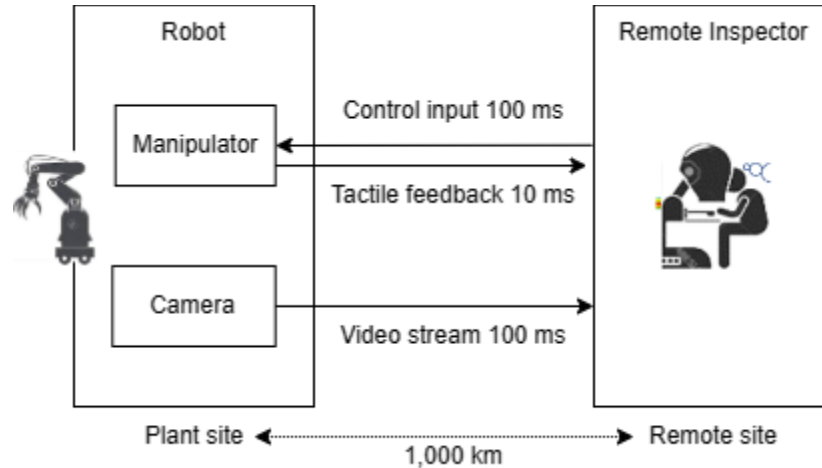 Robot
Remote Inspector
Manipulator
Control input 100 ms
Tactile feedback 10 ms
Camera
Video stream 100 ms
Plant site
1,000 km
Remote site